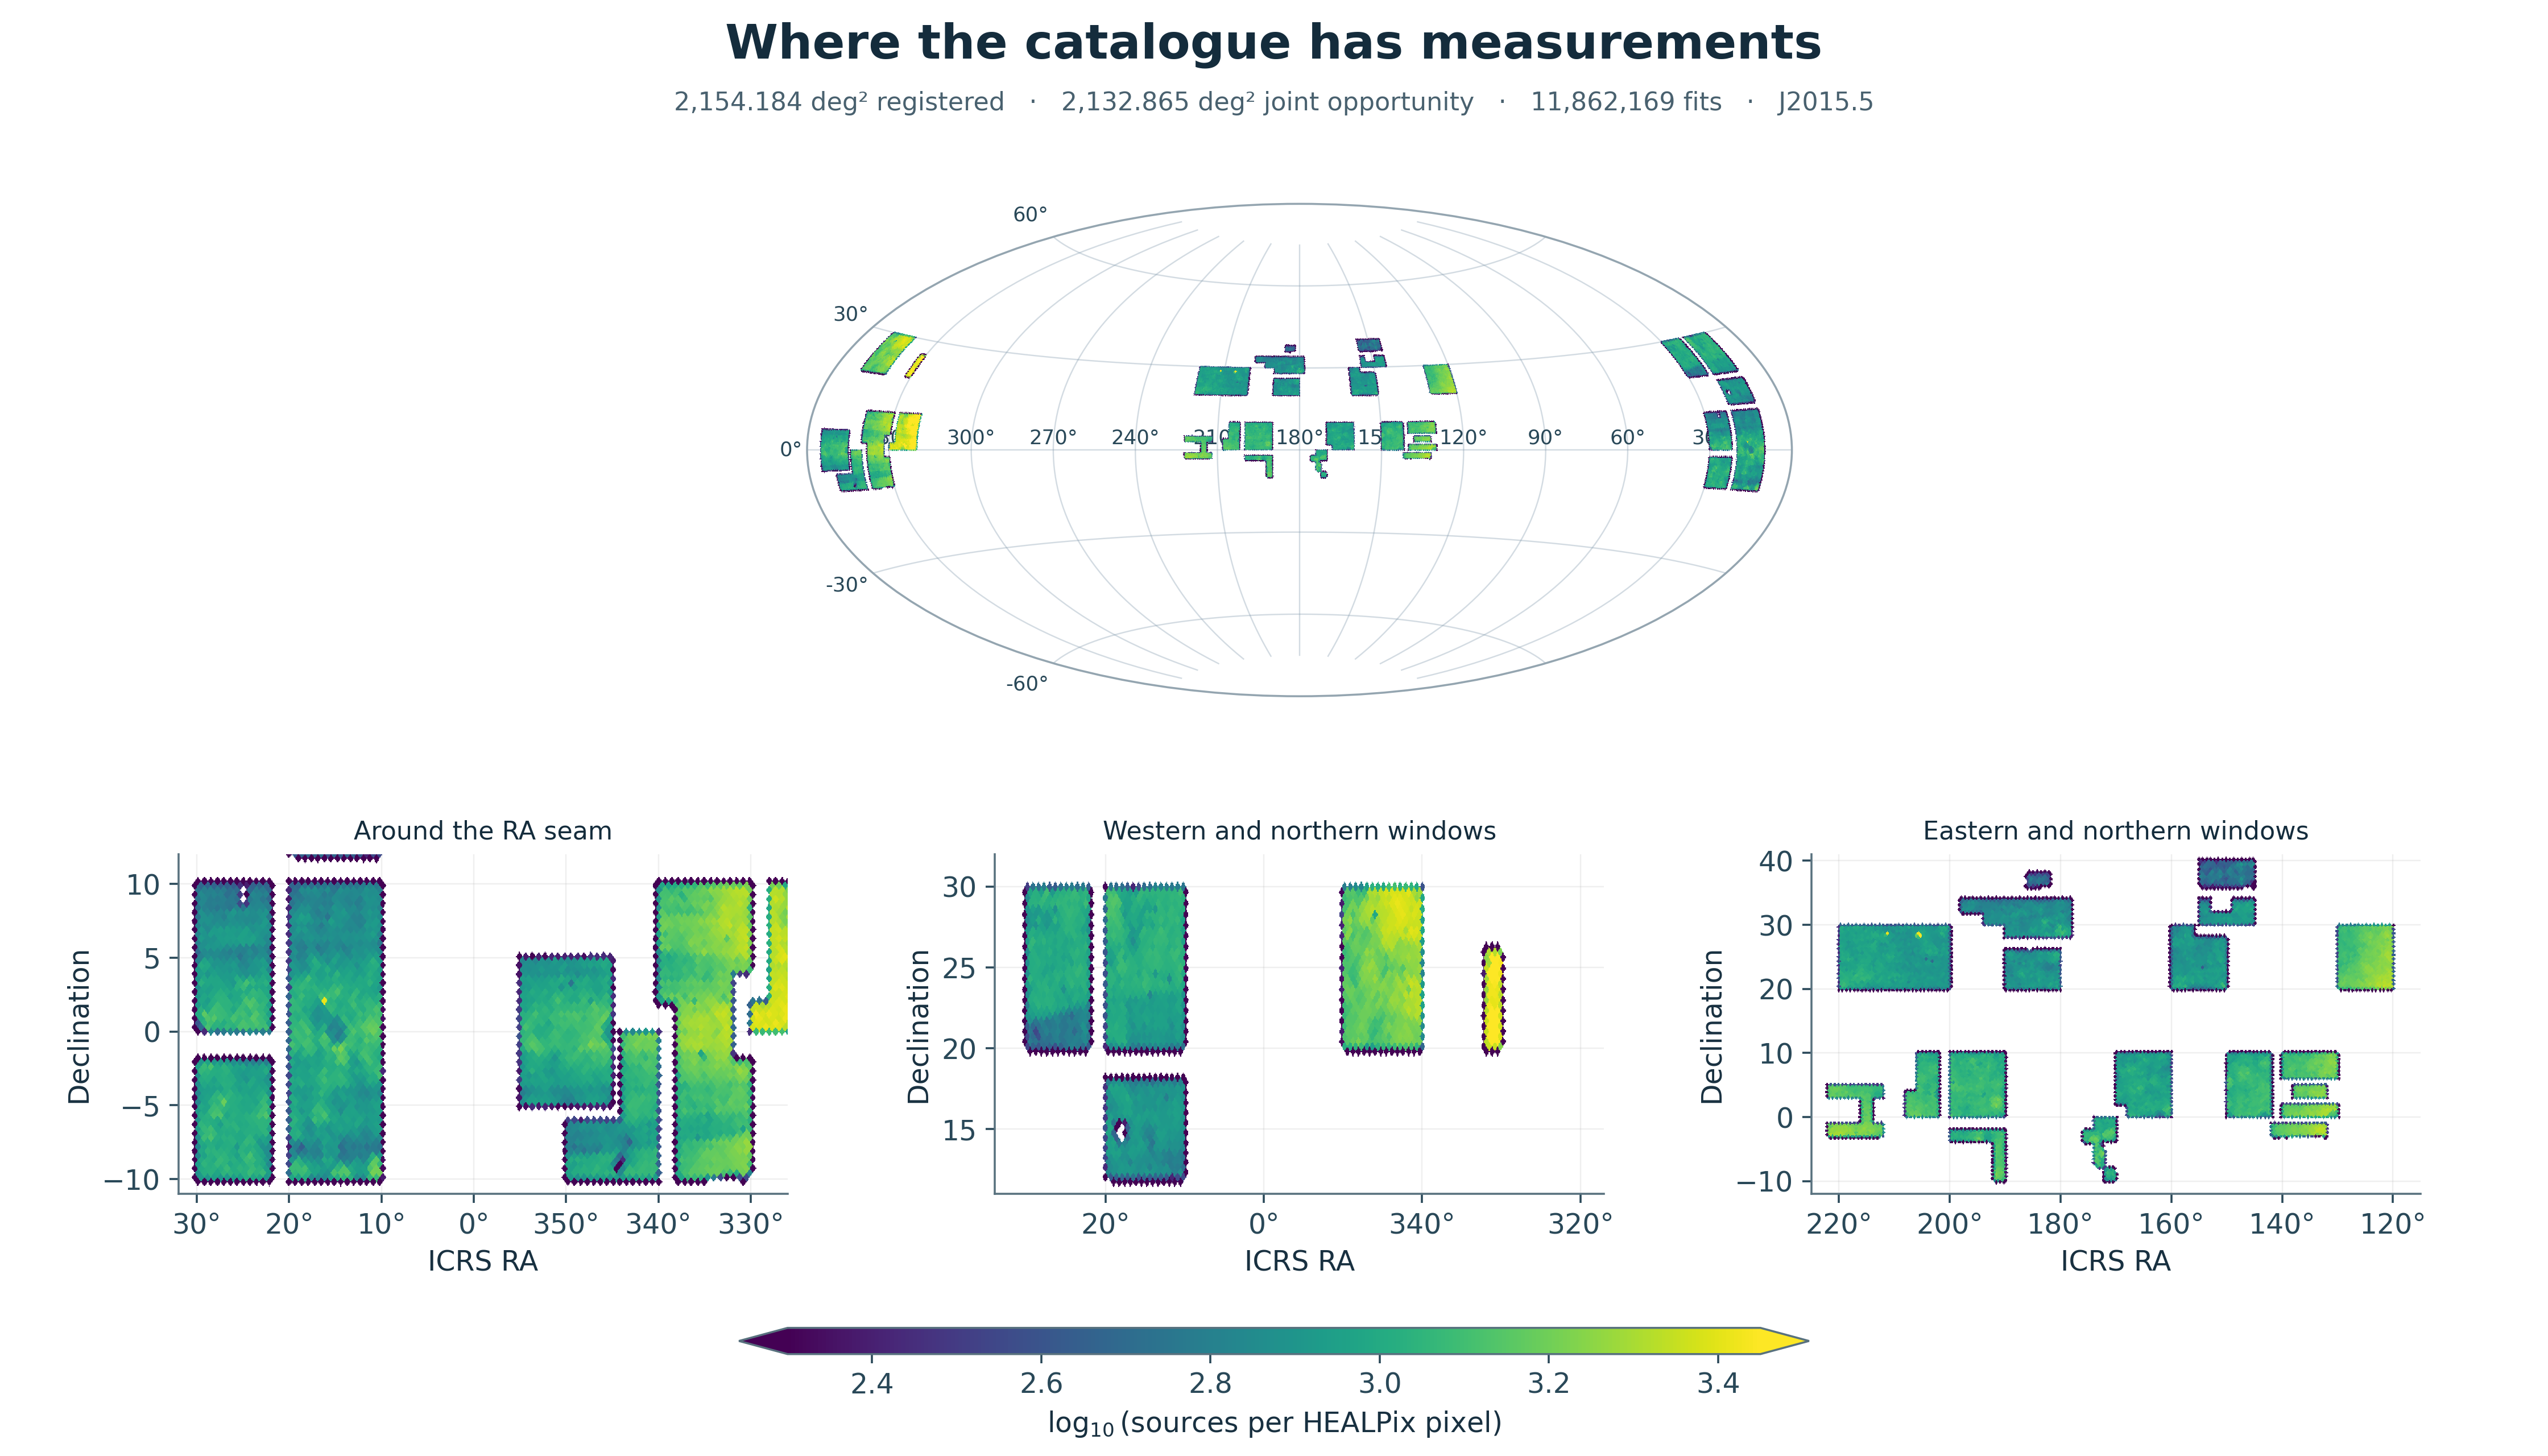 Where the catalogue has measurements
2,154.184 deg² registered · 2,132.865 deg² joint opportunity · 11,862,169 fits · J2015.5
60°
30°
0°
300° 270° 240° 210 180° 15 120° 90° 60° 30
-30°
-60°
Around the RA seam
Declination
10
5
0
−5
−10
30° 20° 10° 0° 350° 340° 330°
ICRS RA
Western and northern windows
Declination
30
25
20
15
20° 0° 340° 320°
ICRS RA
Eastern and northern windows
Declination
40
30
20
10
0
−10
220° 200° 180° 160° 140° 120°
ICRS RA
2.4 2.6 2.8 3.0 3.2 3.4
log₁₀ (sources per HEALPix pixel)